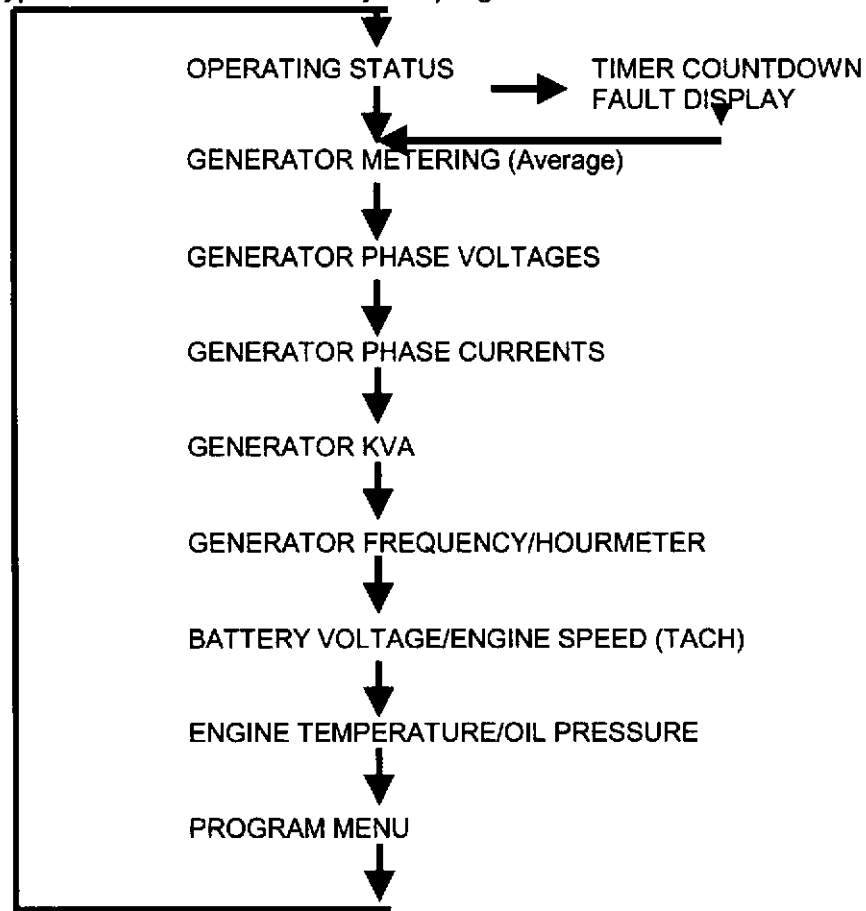 OPERATING STATUS
TIMER COUNTDOWN
FAULT DISPLAY
GENERATOR METERING (Average)
GENERATOR PHASE VOLTAGES
GENERATOR PHASE CURRENTS
GENERATOR KVA
GENERATOR FREQUENCY/HOURMETER
BATTERY VOLTAGE/ENGINE SPEED (TACH)
ENGINE TEMPERATURE/OIL PRESSURE
PROGRAM MENU